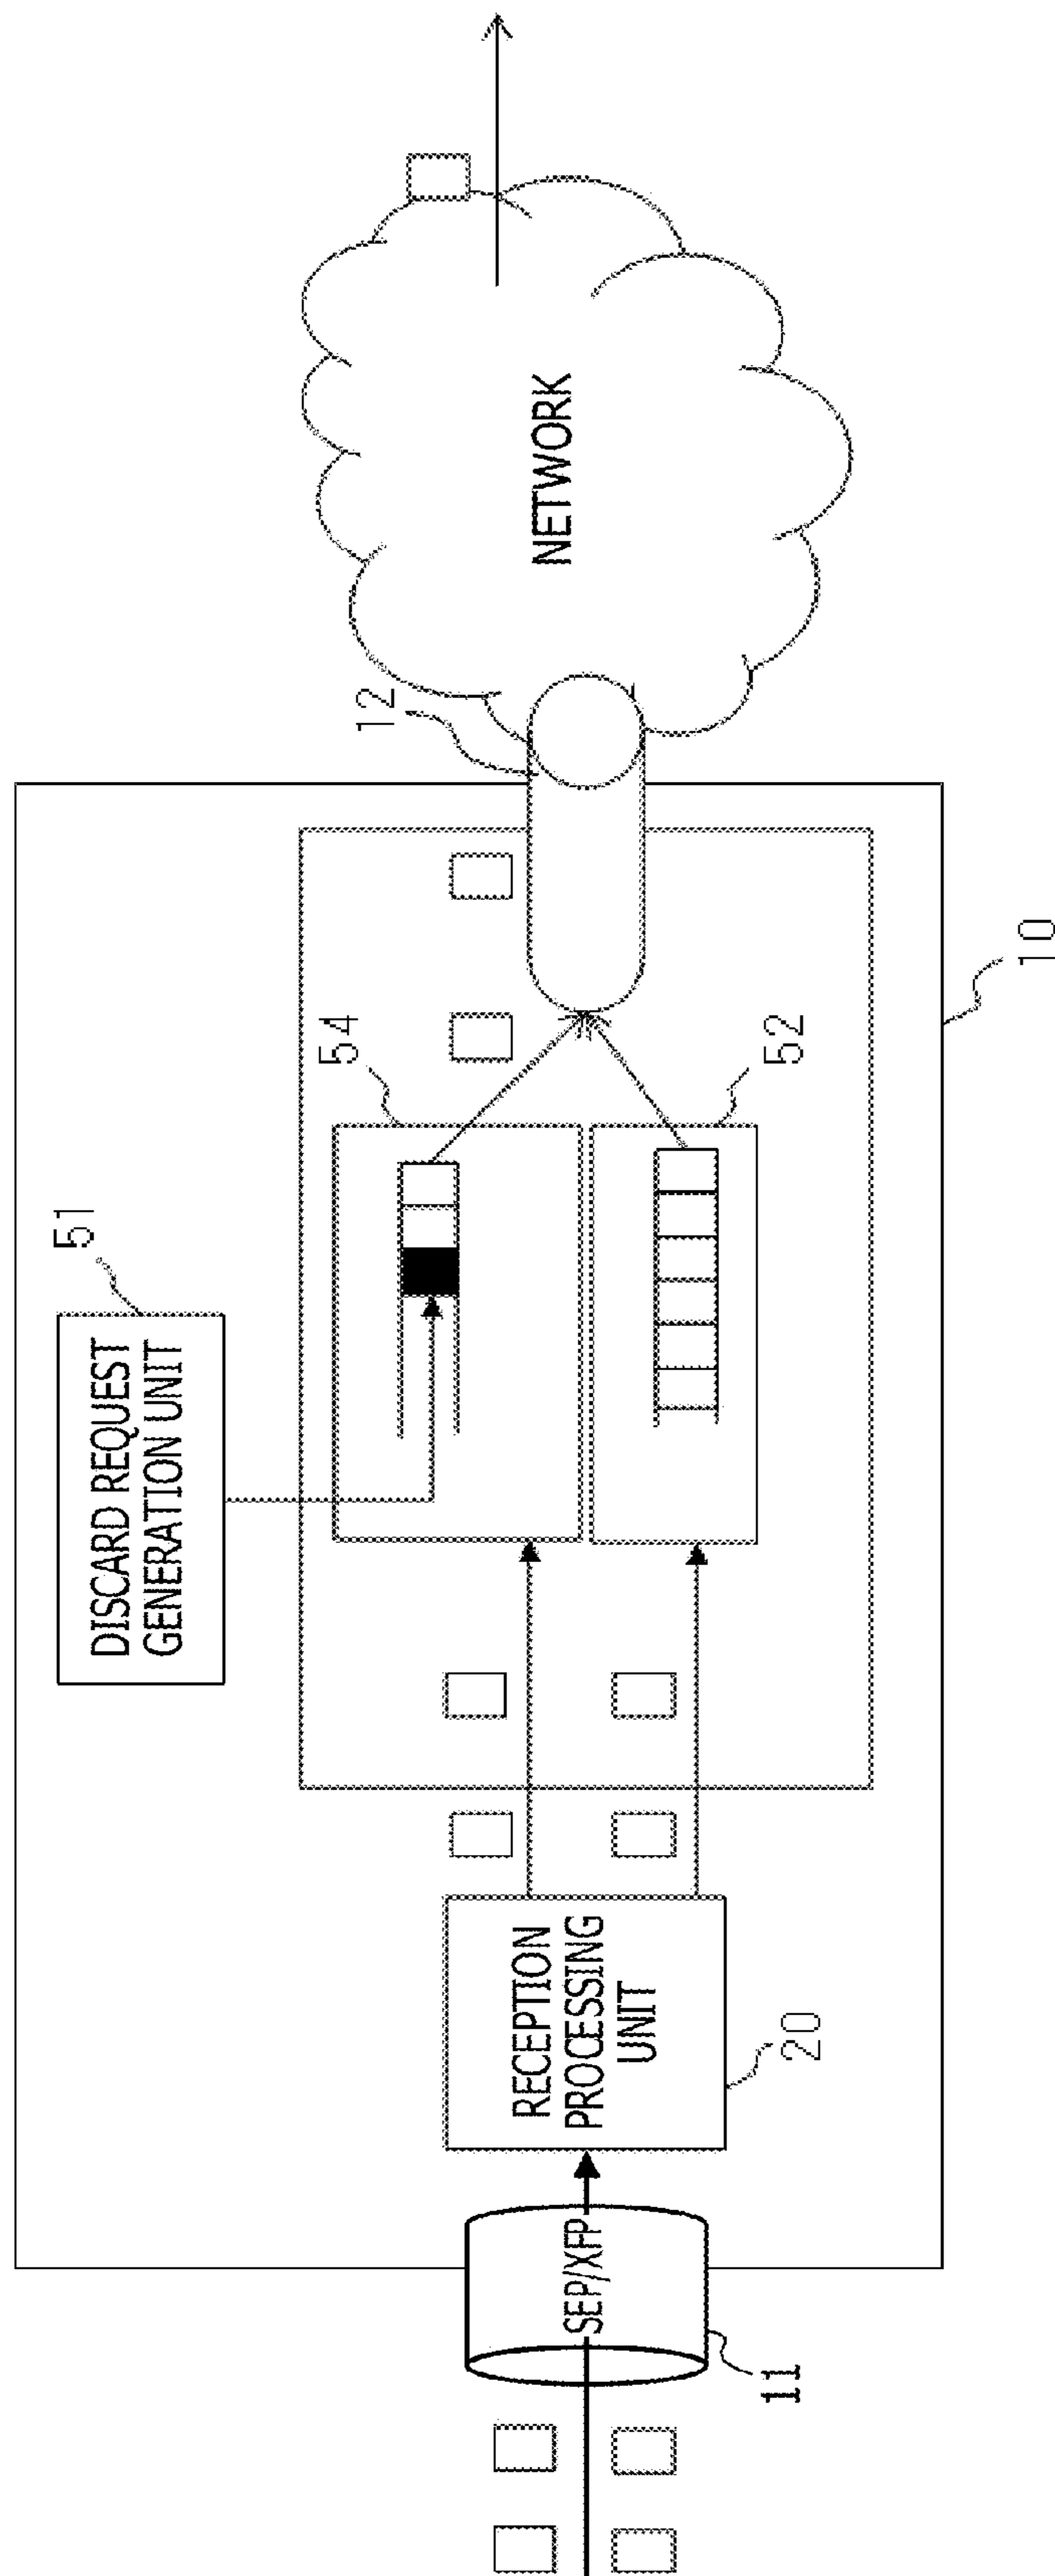 51
DISCARD REQUEST
GENERATION UNIT
54
12
SEP/XFP
RECEPTION
PROCESSING
UNIT
NETWORK
11
20
52
10